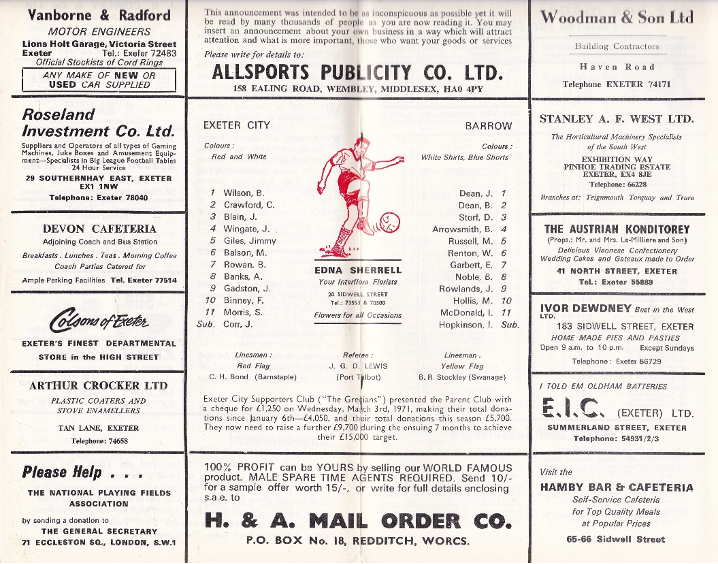 Vanborne & Radford
MOTOR ENGINEERS
Lions Holt Garage, Victoria Street
Exeter Tel.: Exefer 72483
Official Stockists of Cord Rings
ANY MAKE OF NEW OR
USED CAR SUPPLIED
Roseland
Investment Co. Ltd.
Suppliers and Operators of all types of Gaming
Machines, Juke Boxes and Amusement Equip-
ment—Specialists in Big League Football Tables
24 Hour Service
29 SOUTHERNHAY EAST, EXETER
EX1 1NW
Telephone: Exeter 78040
DEVON CAFETERIA
Adjoining Coach and Bus Station
Breakfasts . Lunches . Teas . Morning Coffee
Coach Parties Catered for
Ample Parking Facilities Tel. Exeter 77514
Colsons of Exeter
EXETER'S FINEST DEPARTMENTAL
STORE in the HIGH STREET
ARTHUR CROCKER LTD
PLASTIC COATERS AND
STOVE ENAMELLERS
TAN LANE, EXETER
Telephone: 74658
Please Help . . .
THE NATIONAL PLAYING FIELDS
ASSOCIATION
by sending a donation to
THE GENERAL SECRETARY
71 ECCLESTON SQ., LONDON, S.W.1
This announcement was intended to be as inconspicuous as possible yet it will
be read by many thousands of people as you are now reading it. You may
insert an announcement about your own business in a way which will attract
attention and what is more important, those who want your goods or services
Please write for details to:
ALLSPORTS PUBLICITY CO. LTD.
158 EALING ROAD, WEMBLEY, MIDDLESEX, HA0 4PY
EXETER CITY BARROW
Colours : Colours :
Red and White White Shirts, Blue Shorts
1 Wilson, B. Dean, J. 1
2 Crawford, C. Dean, B. 2
3 Blain, J. Storf, D. 3
4 Wingate, J. Arrowsmith, B. 4
5 Giles, Jimmy Russell, M. 5
6 Balson, M. Renton, W. 6
7 Rowan, B. Garbett, E. 7
8 Banks, A. Noble, B. 8
9 Gadston, J. Rowlands, J. 9
10 Binney, F. Hollis, M. 10
11 Morris, S. McDonald, I. 11
Sub. Corr, J. Hopkinson, I. Sub.
EDNA SHERRELL
Your Interflora Florists
20 SIDWELL STREET
TEL.: 73552 & 70300
Flowers for all Occasions
Linesman: Referee: Linesman.
Red Flag J. G. D. LEWIS Yellow Flag
C. H. Bond (Barnstaple) (Port Talbot) B. R. Stockley (Swanage)
Exeter City Supporters Club ("The Grecians") presented the Parent Club with
a cheque for £1,250 on Wednesday, March 3rd, 1971, making their total dona-
tions since January 6th—£4,050, and their total donations this season £5,700.
They now need to raise a further £9,700 during the ensuing 7 months to achieve
their £15,000 target.
100% PROFIT can be YOURS by selling our WORLD FAMOUS
product. MALE SPARE TIME AGENTS REQUIRED. Send 10/-
for a sample offer worth 15/-, or write for full details enclosing
s.a.e. to
H. & A. MAIL ORDER CO.
P.O. BOX No. 18, REDDITCH, WORCS.
Woodman & Son Ltd
Building Contractors
Haven Road
Telephone EXETER 74171
STANLEY A. F. WEST LTD.
The Horticultural Machinery Specialists
of the South West
EXHIBITION WAY
PINHOE TRADING ESTATE
EXETER, EX4 8JE
Telephone: 66228
Branches at: Teignmouth Torquay and Truro
THE AUSTRIAN KONDITOREY
(Props.: Mr. and Mrs. Le-Milliere and Son)
Delicious Viennese Confectionery
Wedding Cakes and Gateaux made to Order
41 NORTH STREET, EXETER
Tel.: Exeter 55889
IVOR DEWDNEY Best in the West
LTD.
183 SIDWELL STREET, EXETER
HOME MADE PIES AND PASTIES
Open 9 a.m. to 10 p.m. Except Sundays
Telephone: Exeter 56729
I TOLD EM OLDHAM BATTERIES
E.I.C. (EXETER) LTD.
SUMMERLAND STREET, EXETER
Telephone: 54931/2/3
Visit the
HAMBY BAR & CAFETERIA
Self-Service Cafeteria
for Top Quality Meals
at Popular Prices
65-66 Sidwell Street